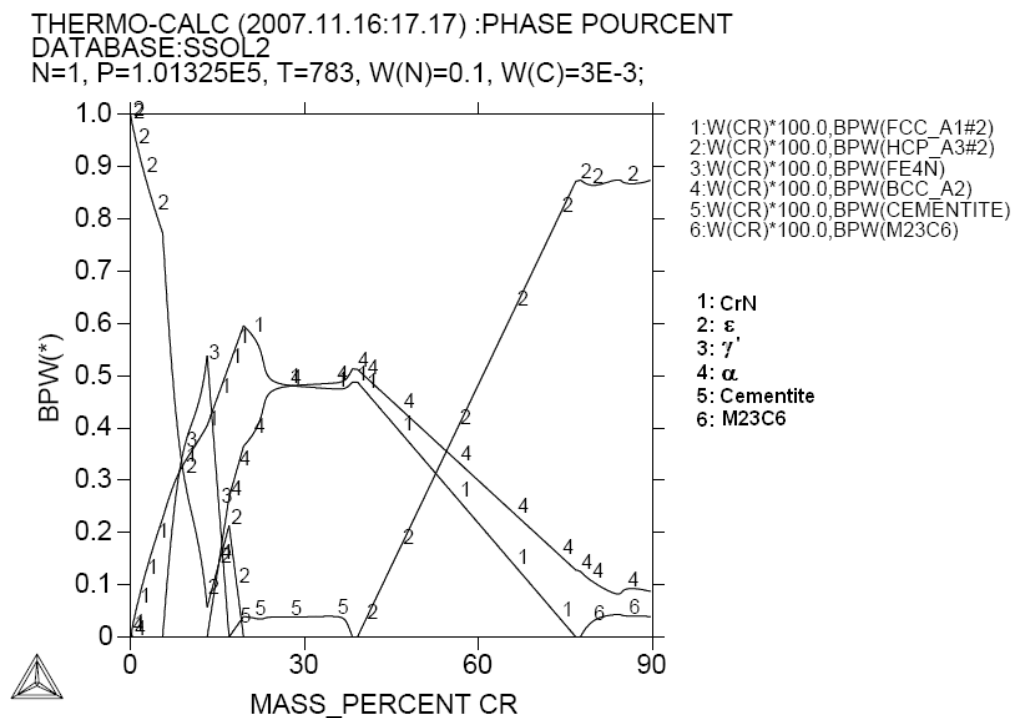 THERMO-CALC (2007.11.16:17.17) :PHASE POURCENT
DATABASE:SSOL2
N=1, P=1.01325E5, T=783, W(N)=0.1, W(C)=3E-3;
1:W(CR)*100.0,BPW(FCC_A1#2)
2:W(CR)*100.0,BPW(HCP_A3#2)
3:W(CR)*100.0,BPW(FE4N)
4:W(CR)*100.0,BPW(BCC_A2)
5:W(CR)*100.0,BPW(CEMENTITE)
6:W(CR)*100.0,BPW(M23C6)
1: CrN
2: ε
3: γ'
4: α
5: Cementite
6: M23C6
BPW(*)
1.0
0.9
0.8
0.7
0.6
0.5
0.4
0.3
0.2
0.1
0
0 30 60 90
MASS_PERCENT CR